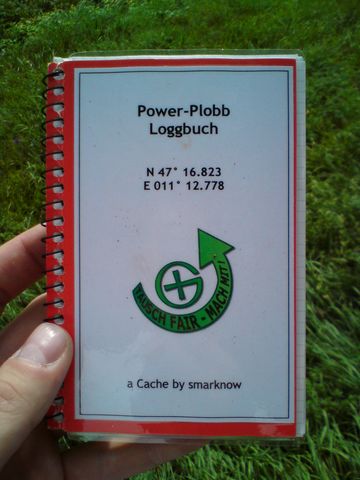 Power-Plobb
Loggbuch
N 47° 16.823
E 011° 12.778
TAUSCH FAIR - MACH MIT!
a Cache by smarknow